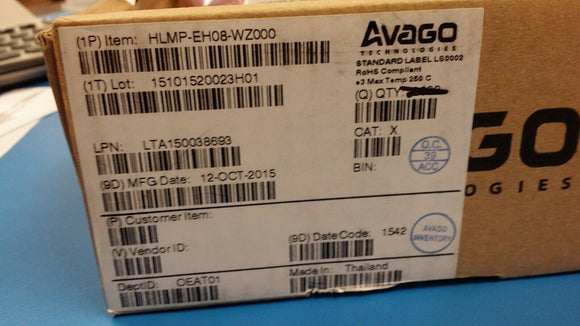 (1P) Item: HLMP-EH08-WZ000
AVAGO
TECHNOLOGIES
STANDARD LABEL LS0002
RoHS Compliant
e3 Max Temp 250 C
(1T) Lot: 15101520023H01
(Q) QTY:
LPN: LTA150038693
CAT: X
Q.C.
39
ACC
BIN:
(9D) MFG Date: 12-OCT-2015
(P) Customer Item:
(V) Vendor ID:
(9D) Date Code: 1542
AVAGO
INVENTORY
DeptID: OEAT01
Made In: Thailand
GO
OGIES